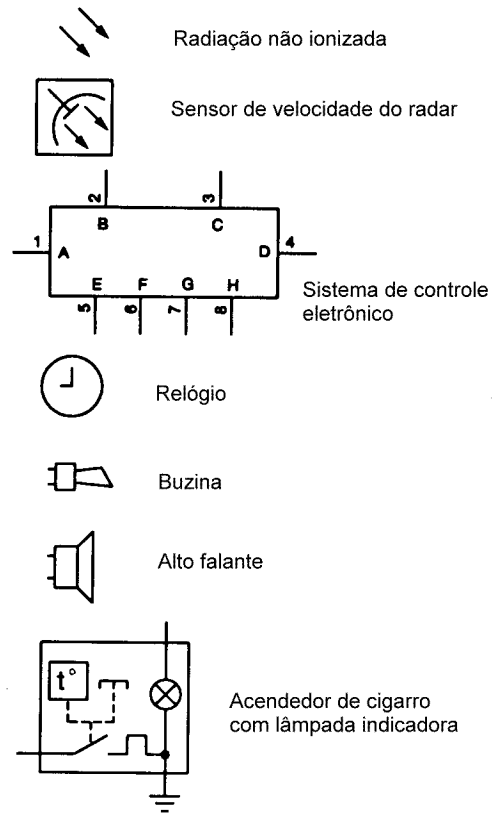 Radiação não ionizada
Sensor de velocidade do radar
2 3
B C
1 A D 4
E F G H
5 6 7 8
Sistema de controle
eletrônico
Relógio
Buzina
Alto falante
t°
Acendedor de cigarro
com lâmpada indicadora